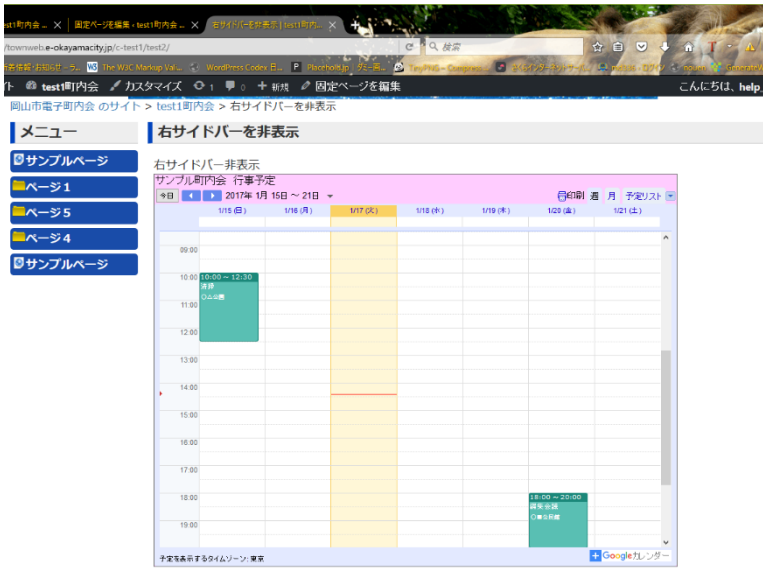 test1町内会 – …
固定ページを編集 ‹ test1町内会 …
右サイドバーを非表示 | test1町内…
/townweb.e-okayamacity.jp/c-test1/test2/
検索
The W3C Markup Vali…
WordPress Codex 日…
test1町内会
カスタマイズ
1
0
新規
固定ページを編集
こんにちは、help_
岡山市電子町内会 のサイト > test1町内会 > 右サイドバーを非表示
メニュー
サンプルページ
ページ1
ページ5
ページ4
サンプルページ
右サイドバーを非表示
右サイドバー非表示
サンプル町内会 行事予定
今日
2017年 1月 15日 ～ 21日
印刷 週 月 予定リスト
1/15 (日) 1/16 (月) 1/17 (火) 1/18 (水) 1/19 (木) 1/20 (金) 1/21 (土)
09:00
10:00
10:00 ～ 12:30
清掃
○△公園
11:00
12:00
13:00
14:00
15:00
16:00
17:00
18:00
18:00 ～ 20:00
○■公民館
19:00
予定を表示するタイムゾーン: 東京
Googleカレンダー